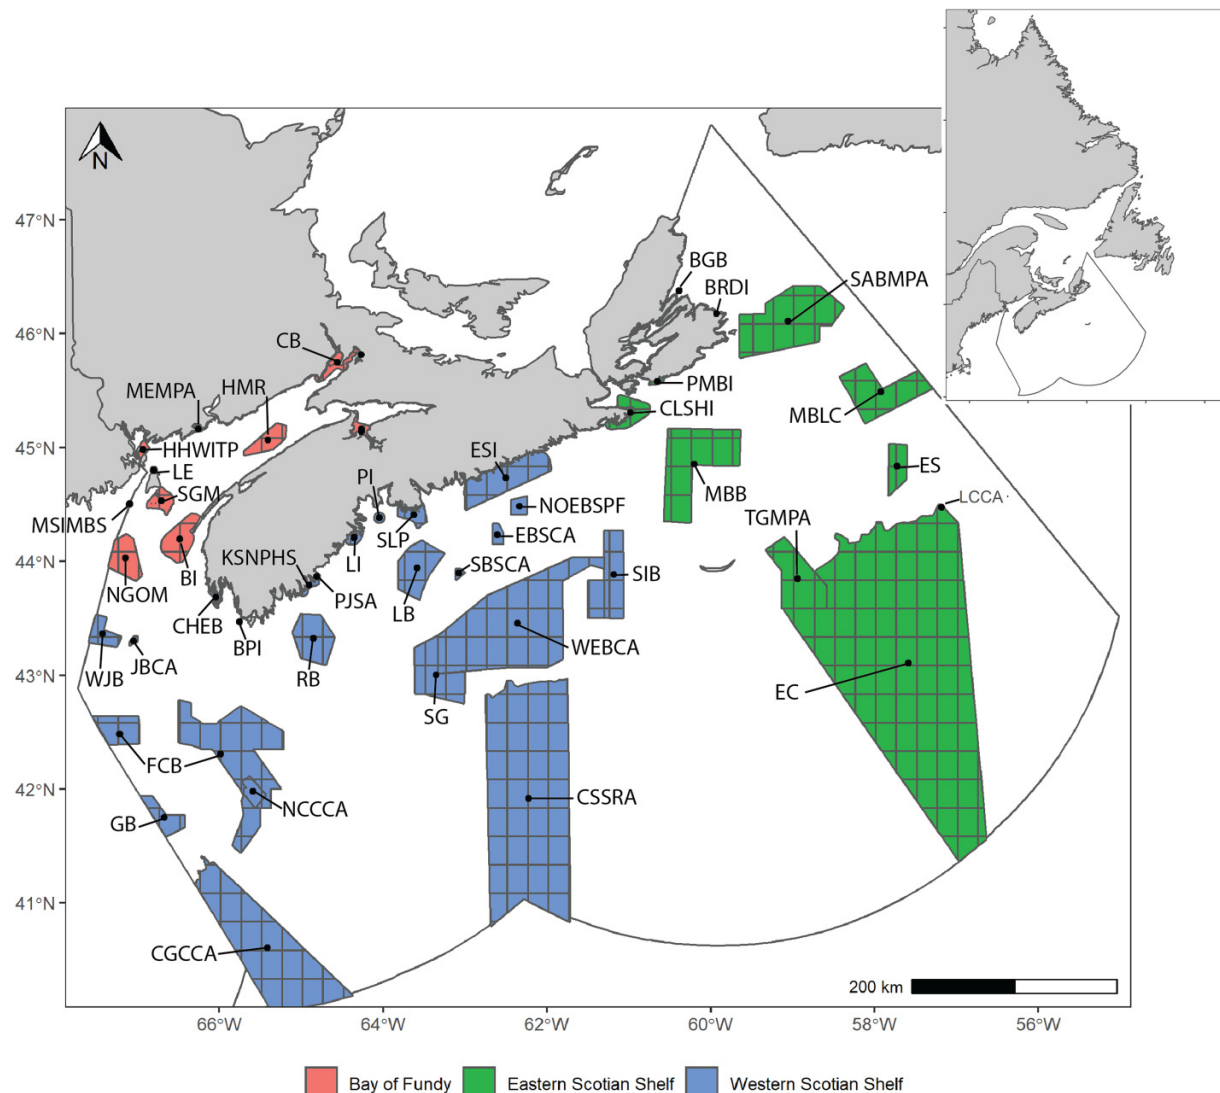 N
47°N
46°N
45°N
44°N
43°N
42°N
41°N
BGB
BRDI
SABMPA
CB
MEMPA
HMR
PMBI
CLSHI
MBLC
HHWITP
LE
SGM
ESI
ES
MSIMBS
PI
NOEBSPF
MBB
LCCA
TGMPA
SLP
EBSCA
KSNPHS
LI
SBSCA
SIB
NGOM
BI
PJSA
LB
CHEB
BPI
WEBCA
WJB
JBCA
RB
SG
EC
FCB
NCCCA
CSSRA
GB
CGCCA
200 km
66°W
64°W
62°W
60°W
58°W
56°W
Bay of Fundy
Eastern Scotian Shelf
Western Scotian Shelf